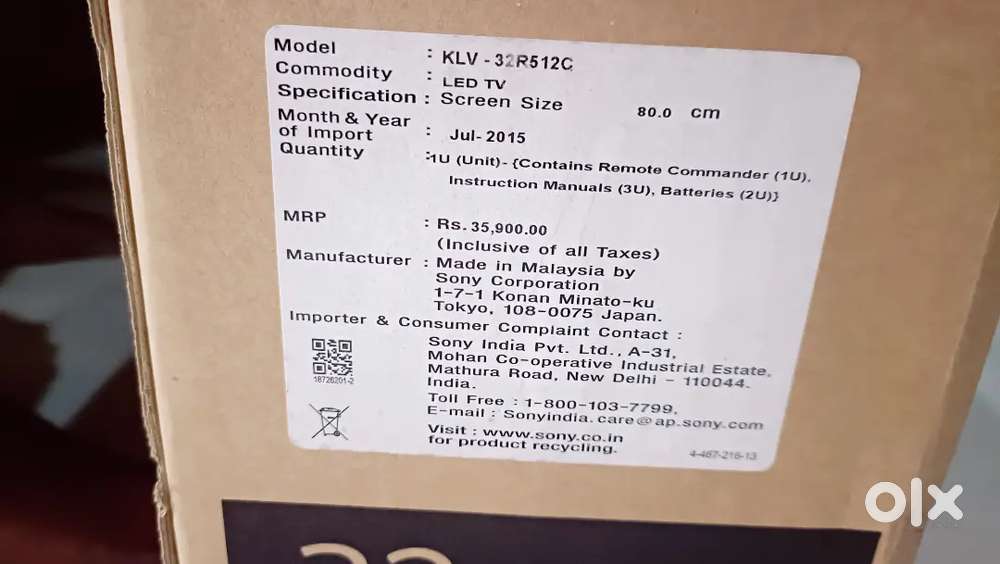 Model : KLV - 32R512C
Commodity : LED TV
Specification : Screen Size 80.0 cm
Month & Year
of Import : Jul- 2015
Quantity :1U (Unit)- {Contains Remote Commander (1U),
Instruction Manuals (3U), Batteries (2U)}
MRP : Rs. 35,900.00
(Inclusive of all Taxes)
Manufacturer : Made in Malaysia by
Sony Corporation
1-7-1 Konan Minato-ku
Tokyo, 108-0075 Japan.
Importer & Consumer Complaint Contact :
Sony India Pvt. Ltd., A-31,
Mohan Co-operative Industrial Estate,
Mathura Road, New Delhi - 110044.
India.
Toll Free : 1-800-103-7799,
E-mail : Sonyindia.care@ap.sony.com
Visit : www.sony.co.in
for product recycling.
18726201-2
4-467-216-13
32
olx